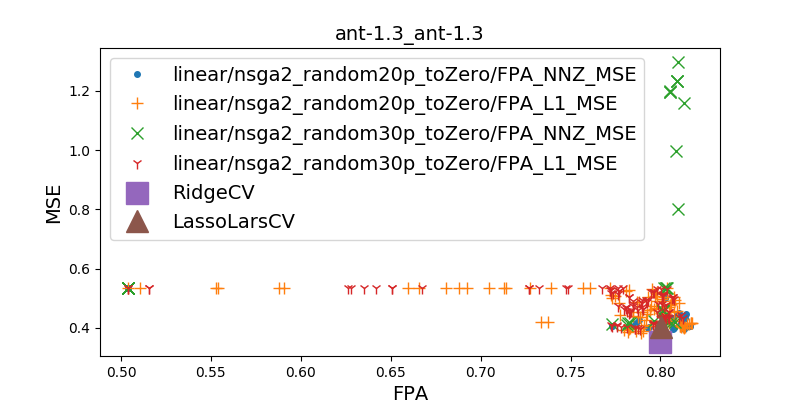 ant-1.3_ant-1.3
linear/nsga2_random20p_toZero/FPA_NNZ_MSE
linear/nsga2_random20p_toZero/FPA_L1_MSE
linear/nsga2_random30p_toZero/FPA_NNZ_MSE
linear/nsga2_random30p_toZero/FPA_L1_MSE
RidgeCV
LassoLarsCV
MSE
1.2
1.0
0.8
0.6
0.4
0.50 0.55 0.60 0.65 0.70 0.75 0.80
FPA